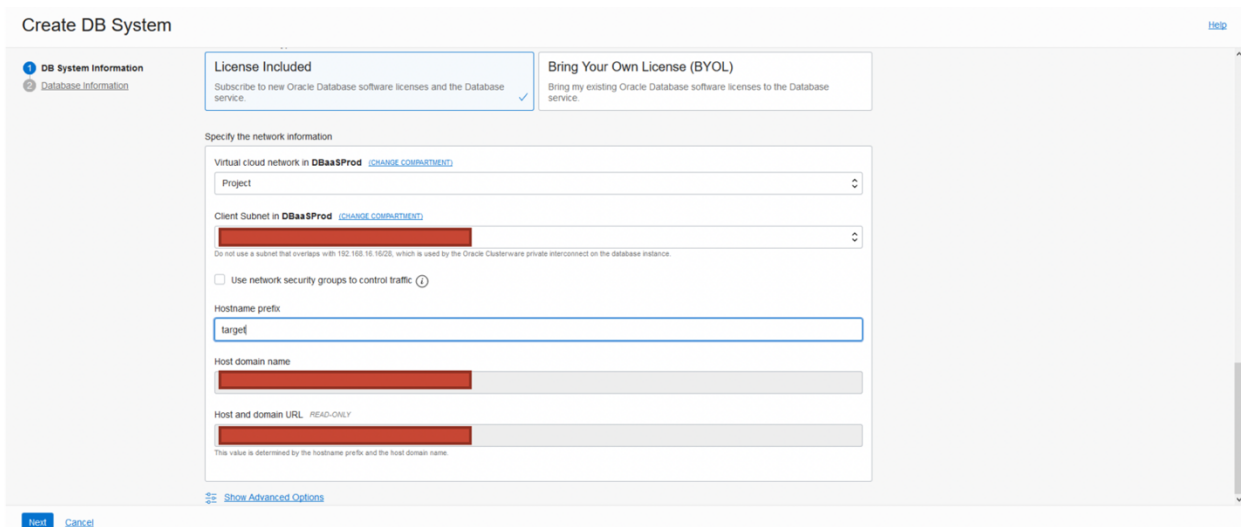 Create DB System
Help
1 DB System Information
2 Database Information
License Included
Subscribe to new Oracle Database software licenses and the Database
service.
Bring Your Own License (BYOL)
Bring my existing Oracle Database software licenses to the Database
service.
Specify the network information
Virtual cloud network in DBaaSProd (CHANGE COMPARTMENT)
Project
Client Subnet in DBaaSProd (CHANGE COMPARTMENT)
Do not use a subnet that overlaps with 192.168.16.16/28, which is used by the Oracle Clusterware private interconnect on the database instance.
Use network security groups to control traffic i
Hostname prefix
target
Host domain name
Host and domain URL READ-ONLY
This value is determined by the hostname prefix and the host domain name.
Show Advanced Options
Next Cancel